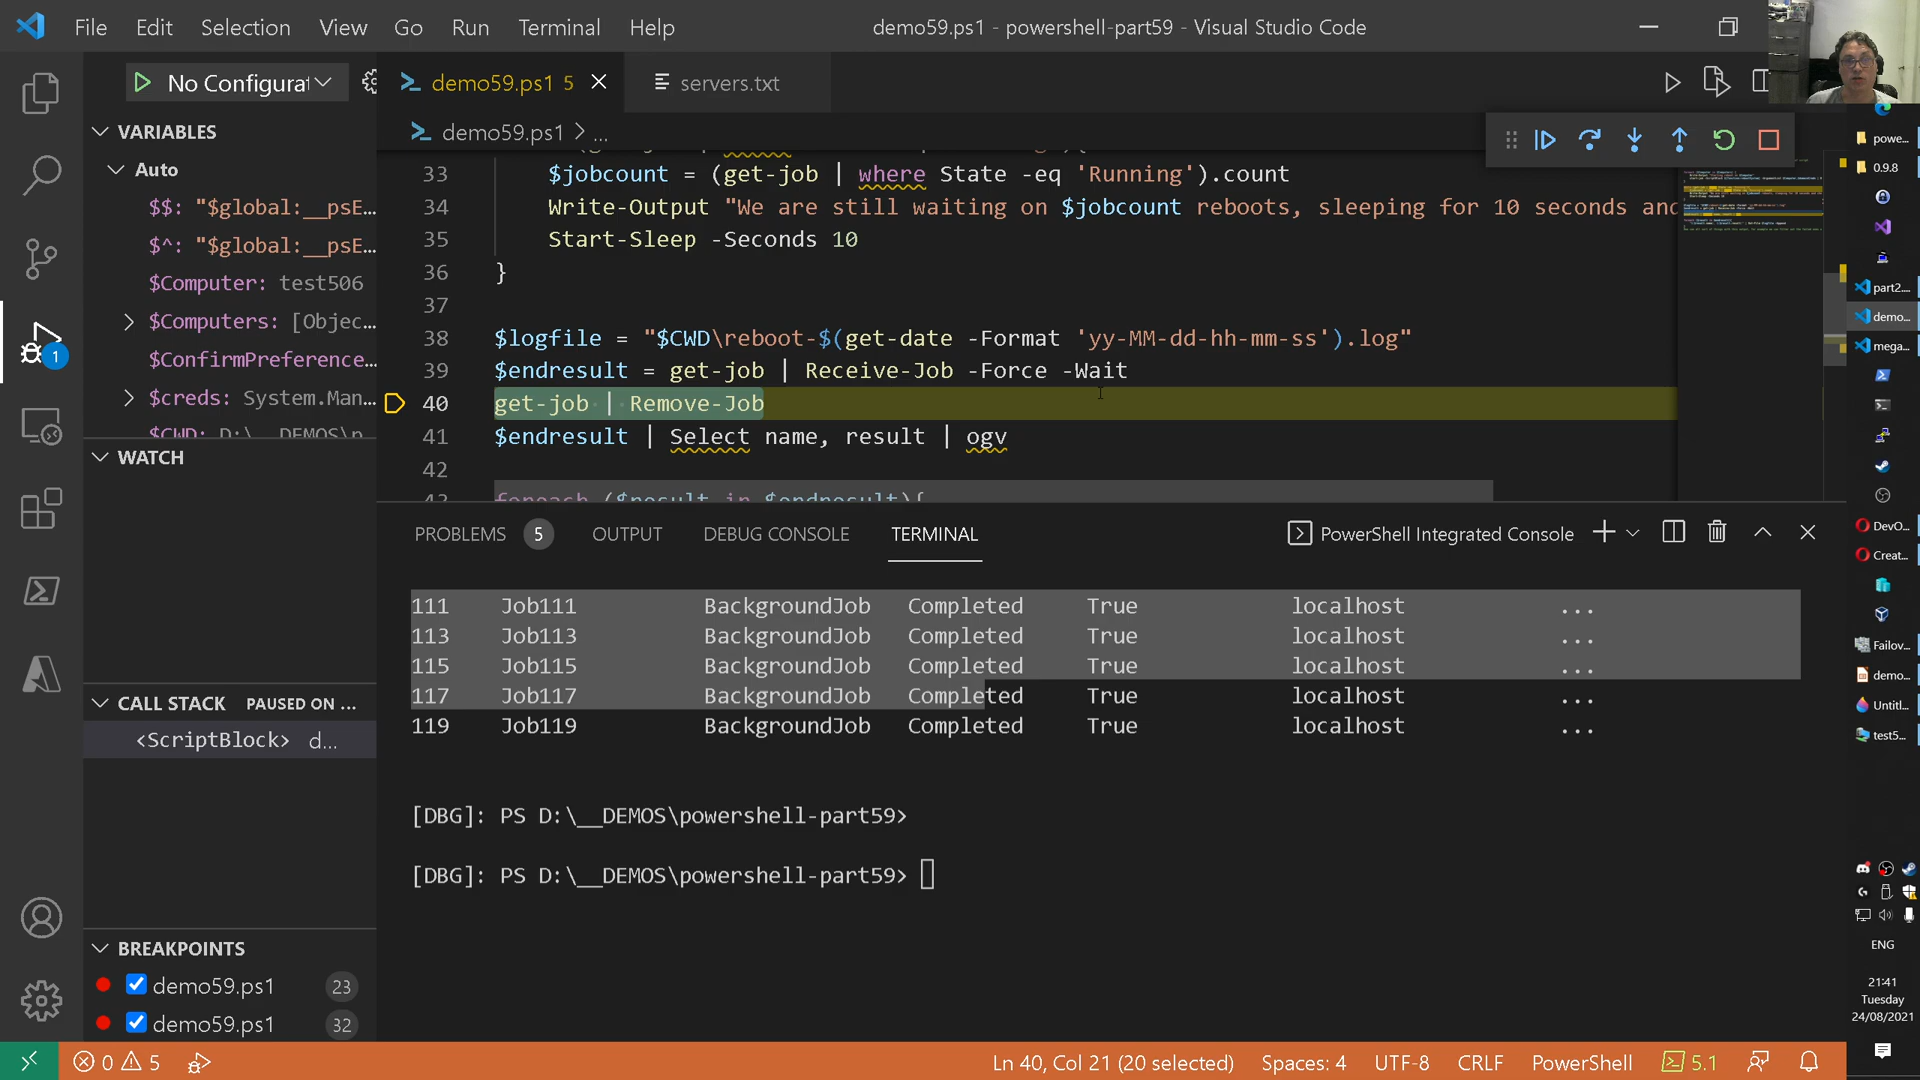 File Edit Selection View Go Run Terminal Help
demo59.ps1 - powershell-part59 - Visual Studio Code
No Configurat
demo59.ps1 5
servers.txt
demo59.ps1 > ...
VARIABLES
Auto
$$: "$global:__psE...
$^: "$global:__psE...
$Computer: test506
$Computers: [Objec...
$ConfirmPreference...
$creds: System.Man...
$CWD: D:\__DEMOS\p
WATCH
CALL STACK PAUSED ON ...
<ScriptBlock> d...
BREAKPOINTS
demo59.ps1 23
demo59.ps1 32
33 $jobcount = (get-job | where State -eq 'Running').count
34 Write-Output "We are still waiting on $jobcount reboots, sleeping for 10 seconds and
35 Start-Sleep -Seconds 10
36 }
37
38 $logfile = "$CWD\reboot-$(get-date -Format 'yy-MM-dd-hh-mm-ss').log"
39 $endresult = get-job | Receive-Job -Force -Wait
40 get-job | Remove-Job
41 $endresult | Select name, result | ogv
42
43 foreach ($result in $endresult){
PROBLEMS 5 OUTPUT DEBUG CONSOLE TERMINAL
PowerShell Integrated Console
111 Job111 BackgroundJob Completed True localhost ...
113 Job113 BackgroundJob Completed True localhost ...
115 Job115 BackgroundJob Completed True localhost ...
117 Job117 BackgroundJob Completed True localhost ...
119 Job119 BackgroundJob Completed True localhost ...
[DBG]: PS D:\__DEMOS\powershell-part59>
[DBG]: PS D:\__DEMOS\powershell-part59>
1
0 5
Ln 40, Col 21 (20 selected) Spaces: 4 UTF-8 CRLF PowerShell 5.1
powe...
0.9.8
part2....
demo...
mega...
DevO...
Creat...
Failov...
demo...
Untitl...
test5...
ENG
21:41
Tuesday
24/08/2021